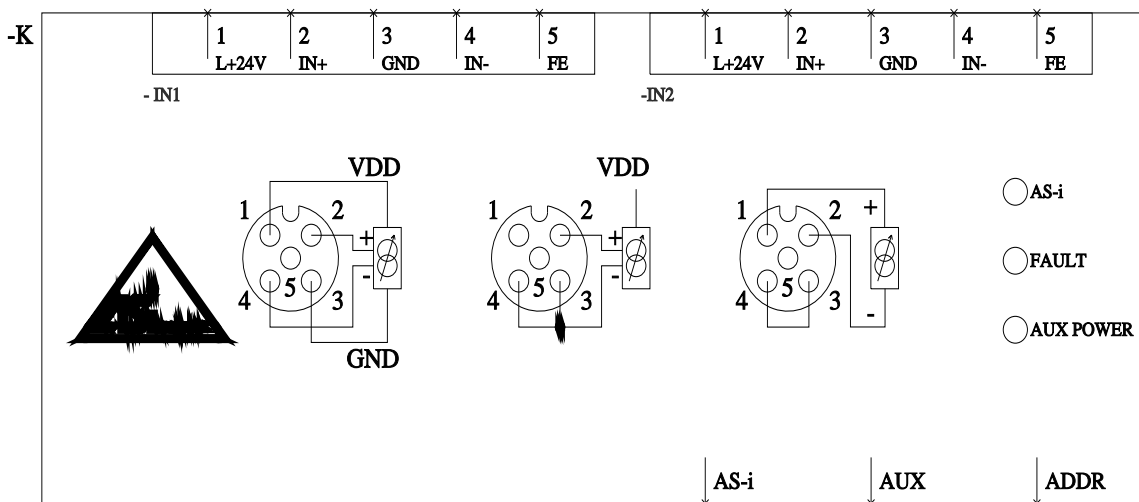 -K
1 2 3 4 5
L+24V IN+ GND IN- FE
- IN1
1 2 3 4 5
L+24V IN+ GND IN- FE
-IN2
VDD
1 2
+
-
4 5 3
GND
VDD
1 2
+
-
4 5 3
1 2
+
4 5 3
-
AS-i
FAULT
AUX POWER
AS-i
AUX
ADDR